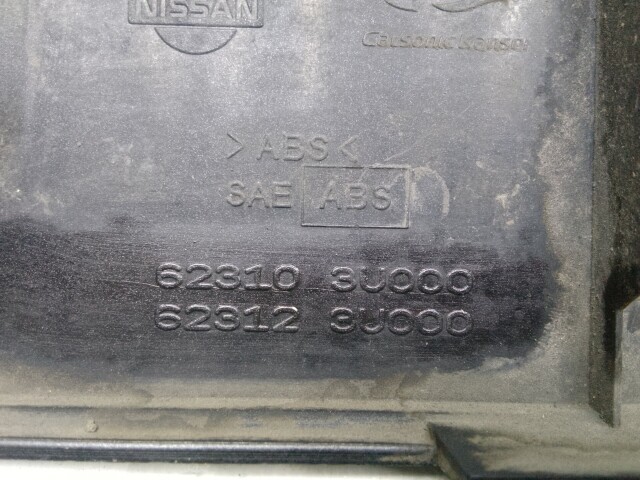 NISSAN
Calsonic Kansei
>ABS<
SAE ABS
62310 3U000
62312 3U000